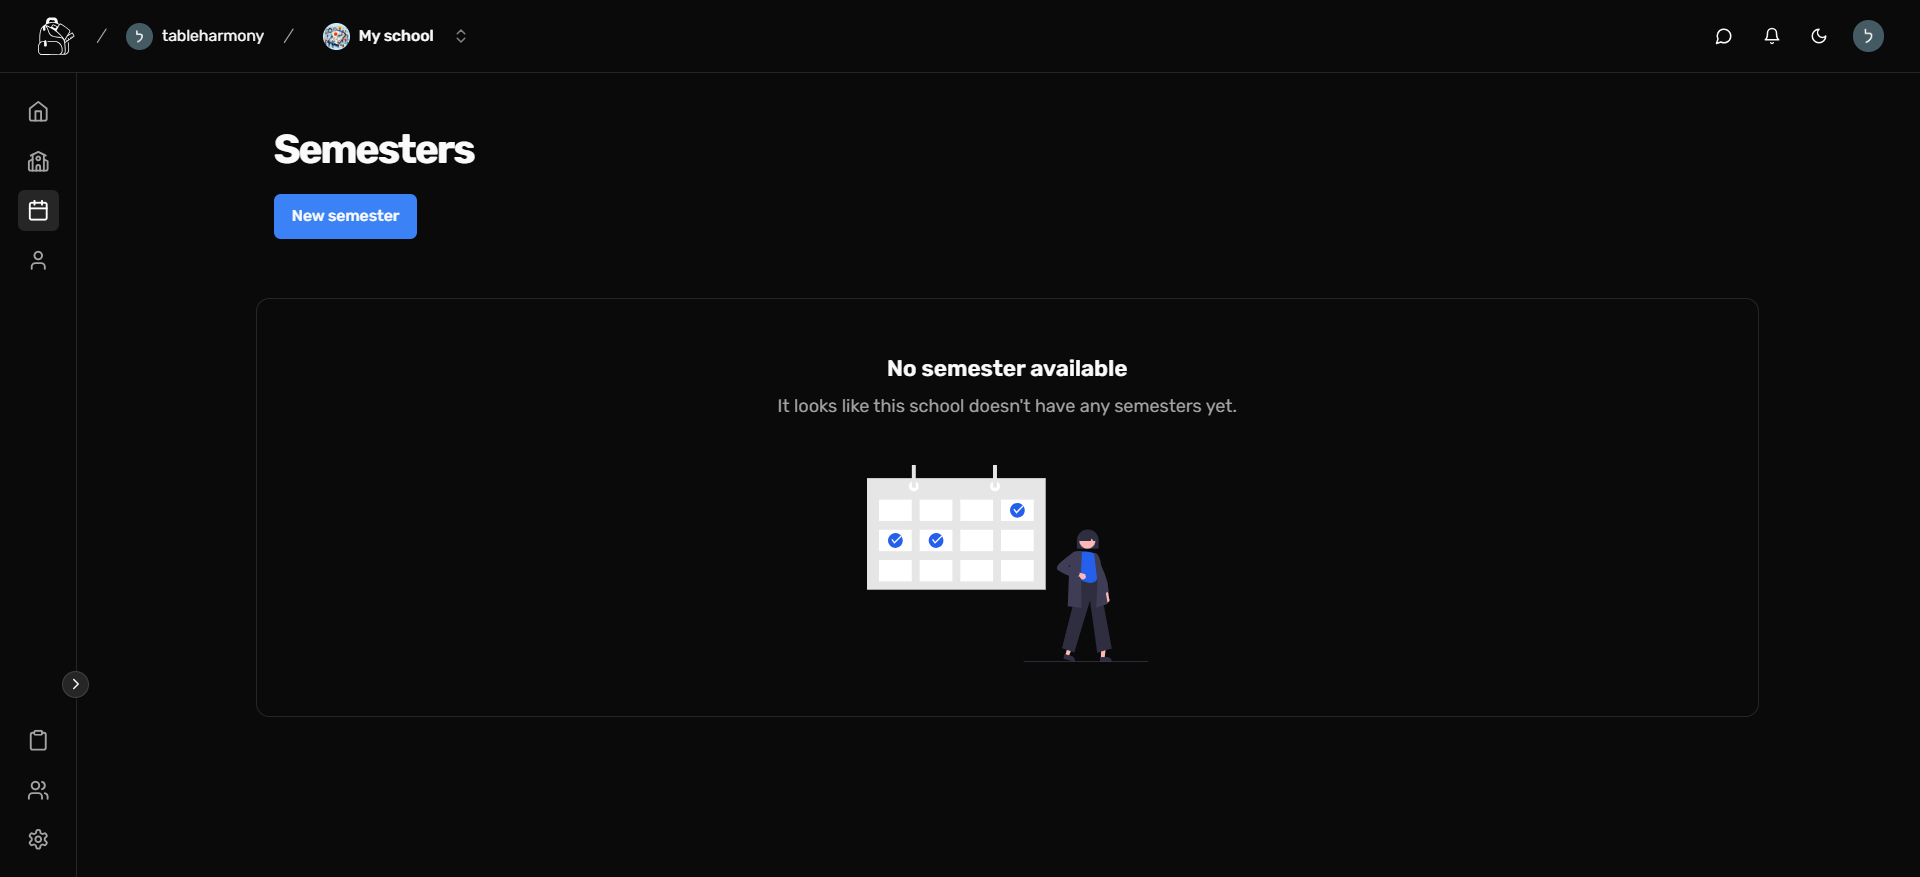 tableharmony
My school
Semesters
New semester
No semester available
It looks like this school doesn't have any semesters yet.